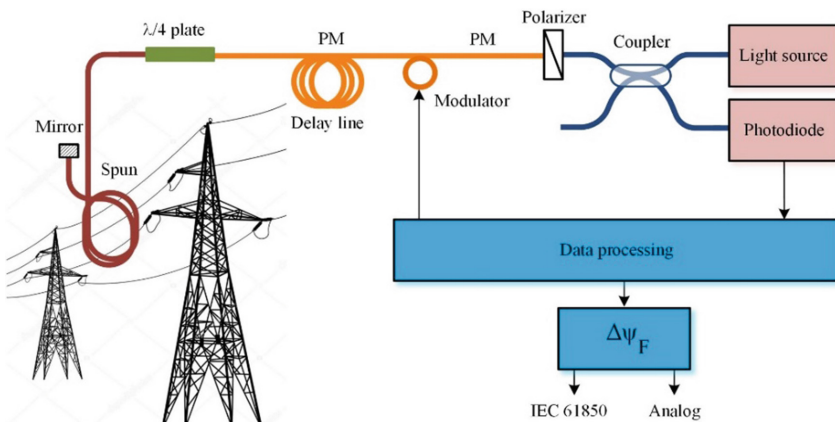 λ/4 plate
PM
PM
Polarizer
Coupler
Light source
Mirror
Spun
Delay line
Modulator
Photodiode
Data processing
Δψ_F
IEC 61850
Analog